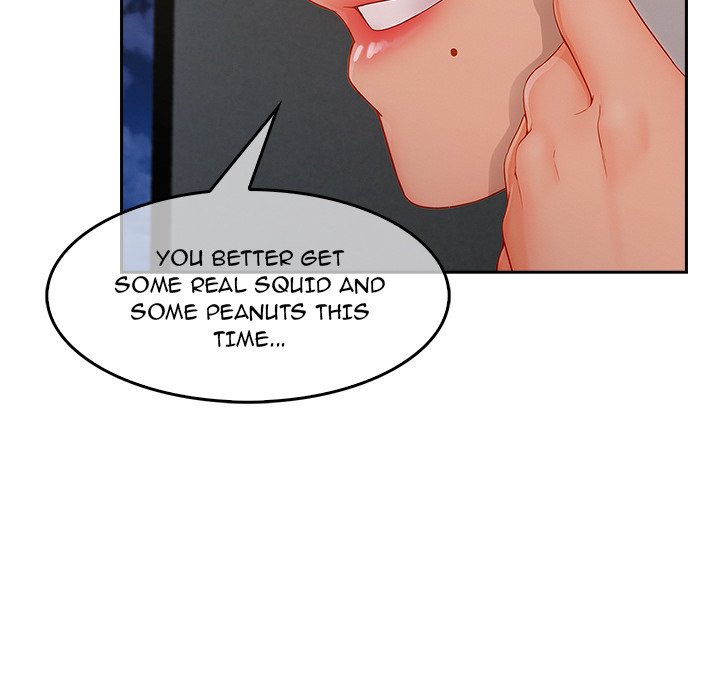 YOU BETTER GET
SOME REAL SQUID AND
SOME PEANUTS THIS
TIME...